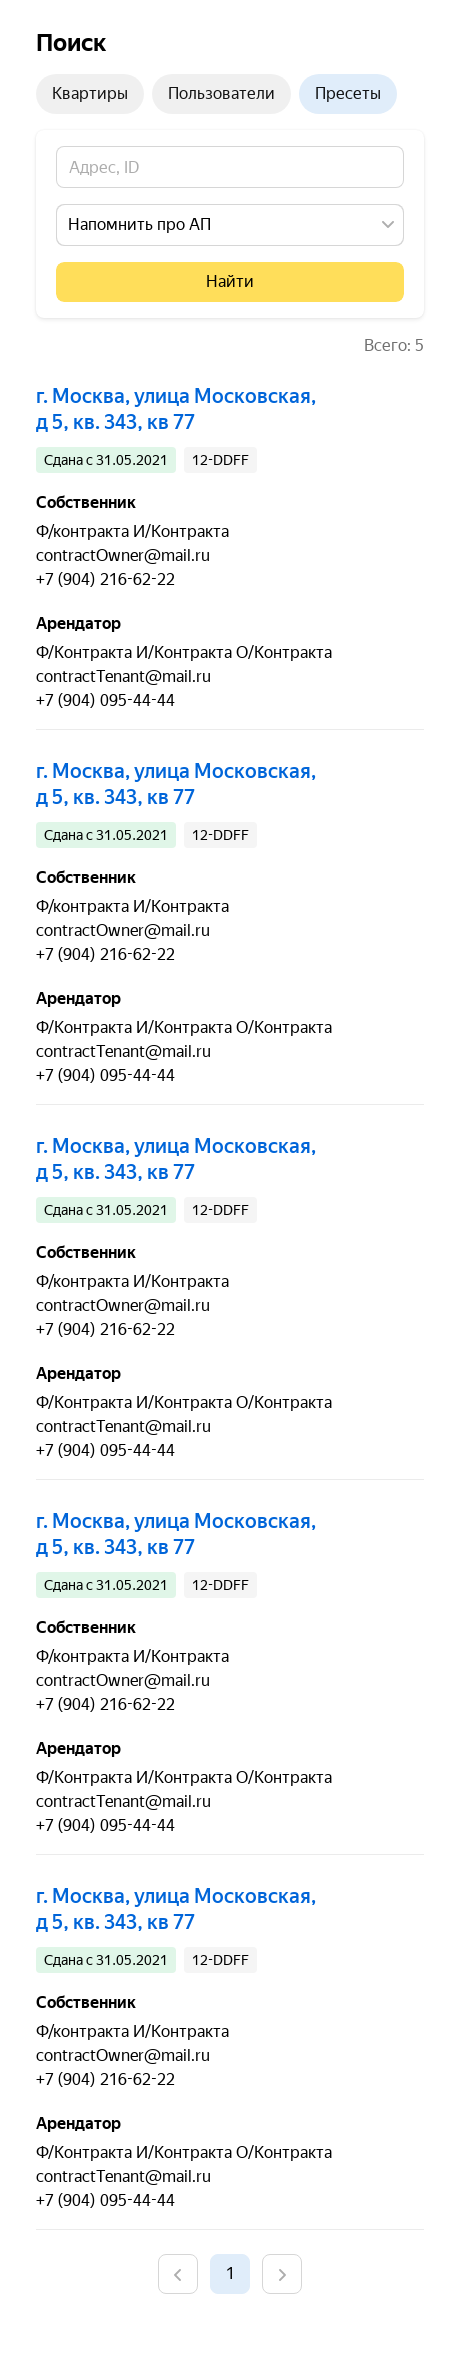 Поиск
Квартиры Пользователи Пресеты
Адрес, ID
Напомнить про АП
Найти
Всего: 5
г. Москва, улица Московская,
д 5, кв. 343, кв 77
Сдана с 31.05.2021 12-DDFF
Собственник
Ф/контракта И/Контракта
contractOwner@mail.ru
+7 (904) 216-62-22
Арендатор
Ф/Контракта И/Контракта О/Контракта
contractTenant@mail.ru
+7 (904) 095-44-44
г. Москва, улица Московская,
д 5, кв. 343, кв 77
Сдана с 31.05.2021 12-DDFF
Собственник
Ф/контракта И/Контракта
contractOwner@mail.ru
+7 (904) 216-62-22
Арендатор
Ф/Контракта И/Контракта О/Контракта
contractTenant@mail.ru
+7 (904) 095-44-44
г. Москва, улица Московская,
д 5, кв. 343, кв 77
Сдана с 31.05.2021 12-DDFF
Собственник
Ф/контракта И/Контракта
contractOwner@mail.ru
+7 (904) 216-62-22
Арендатор
Ф/Контракта И/Контракта О/Контракта
contractTenant@mail.ru
+7 (904) 095-44-44
г. Москва, улица Московская,
д 5, кв. 343, кв 77
Сдана с 31.05.2021 12-DDFF
Собственник
Ф/контракта И/Контракта
contractOwner@mail.ru
+7 (904) 216-62-22
Арендатор
Ф/Контракта И/Контракта О/Контракта
contractTenant@mail.ru
+7 (904) 095-44-44
г. Москва, улица Московская,
д 5, кв. 343, кв 77
Сдана с 31.05.2021 12-DDFF
Собственник
Ф/контракта И/Контракта
contractOwner@mail.ru
+7 (904) 216-62-22
Арендатор
Ф/Контракта И/Контракта О/Контракта
contractTenant@mail.ru
+7 (904) 095-44-44
1